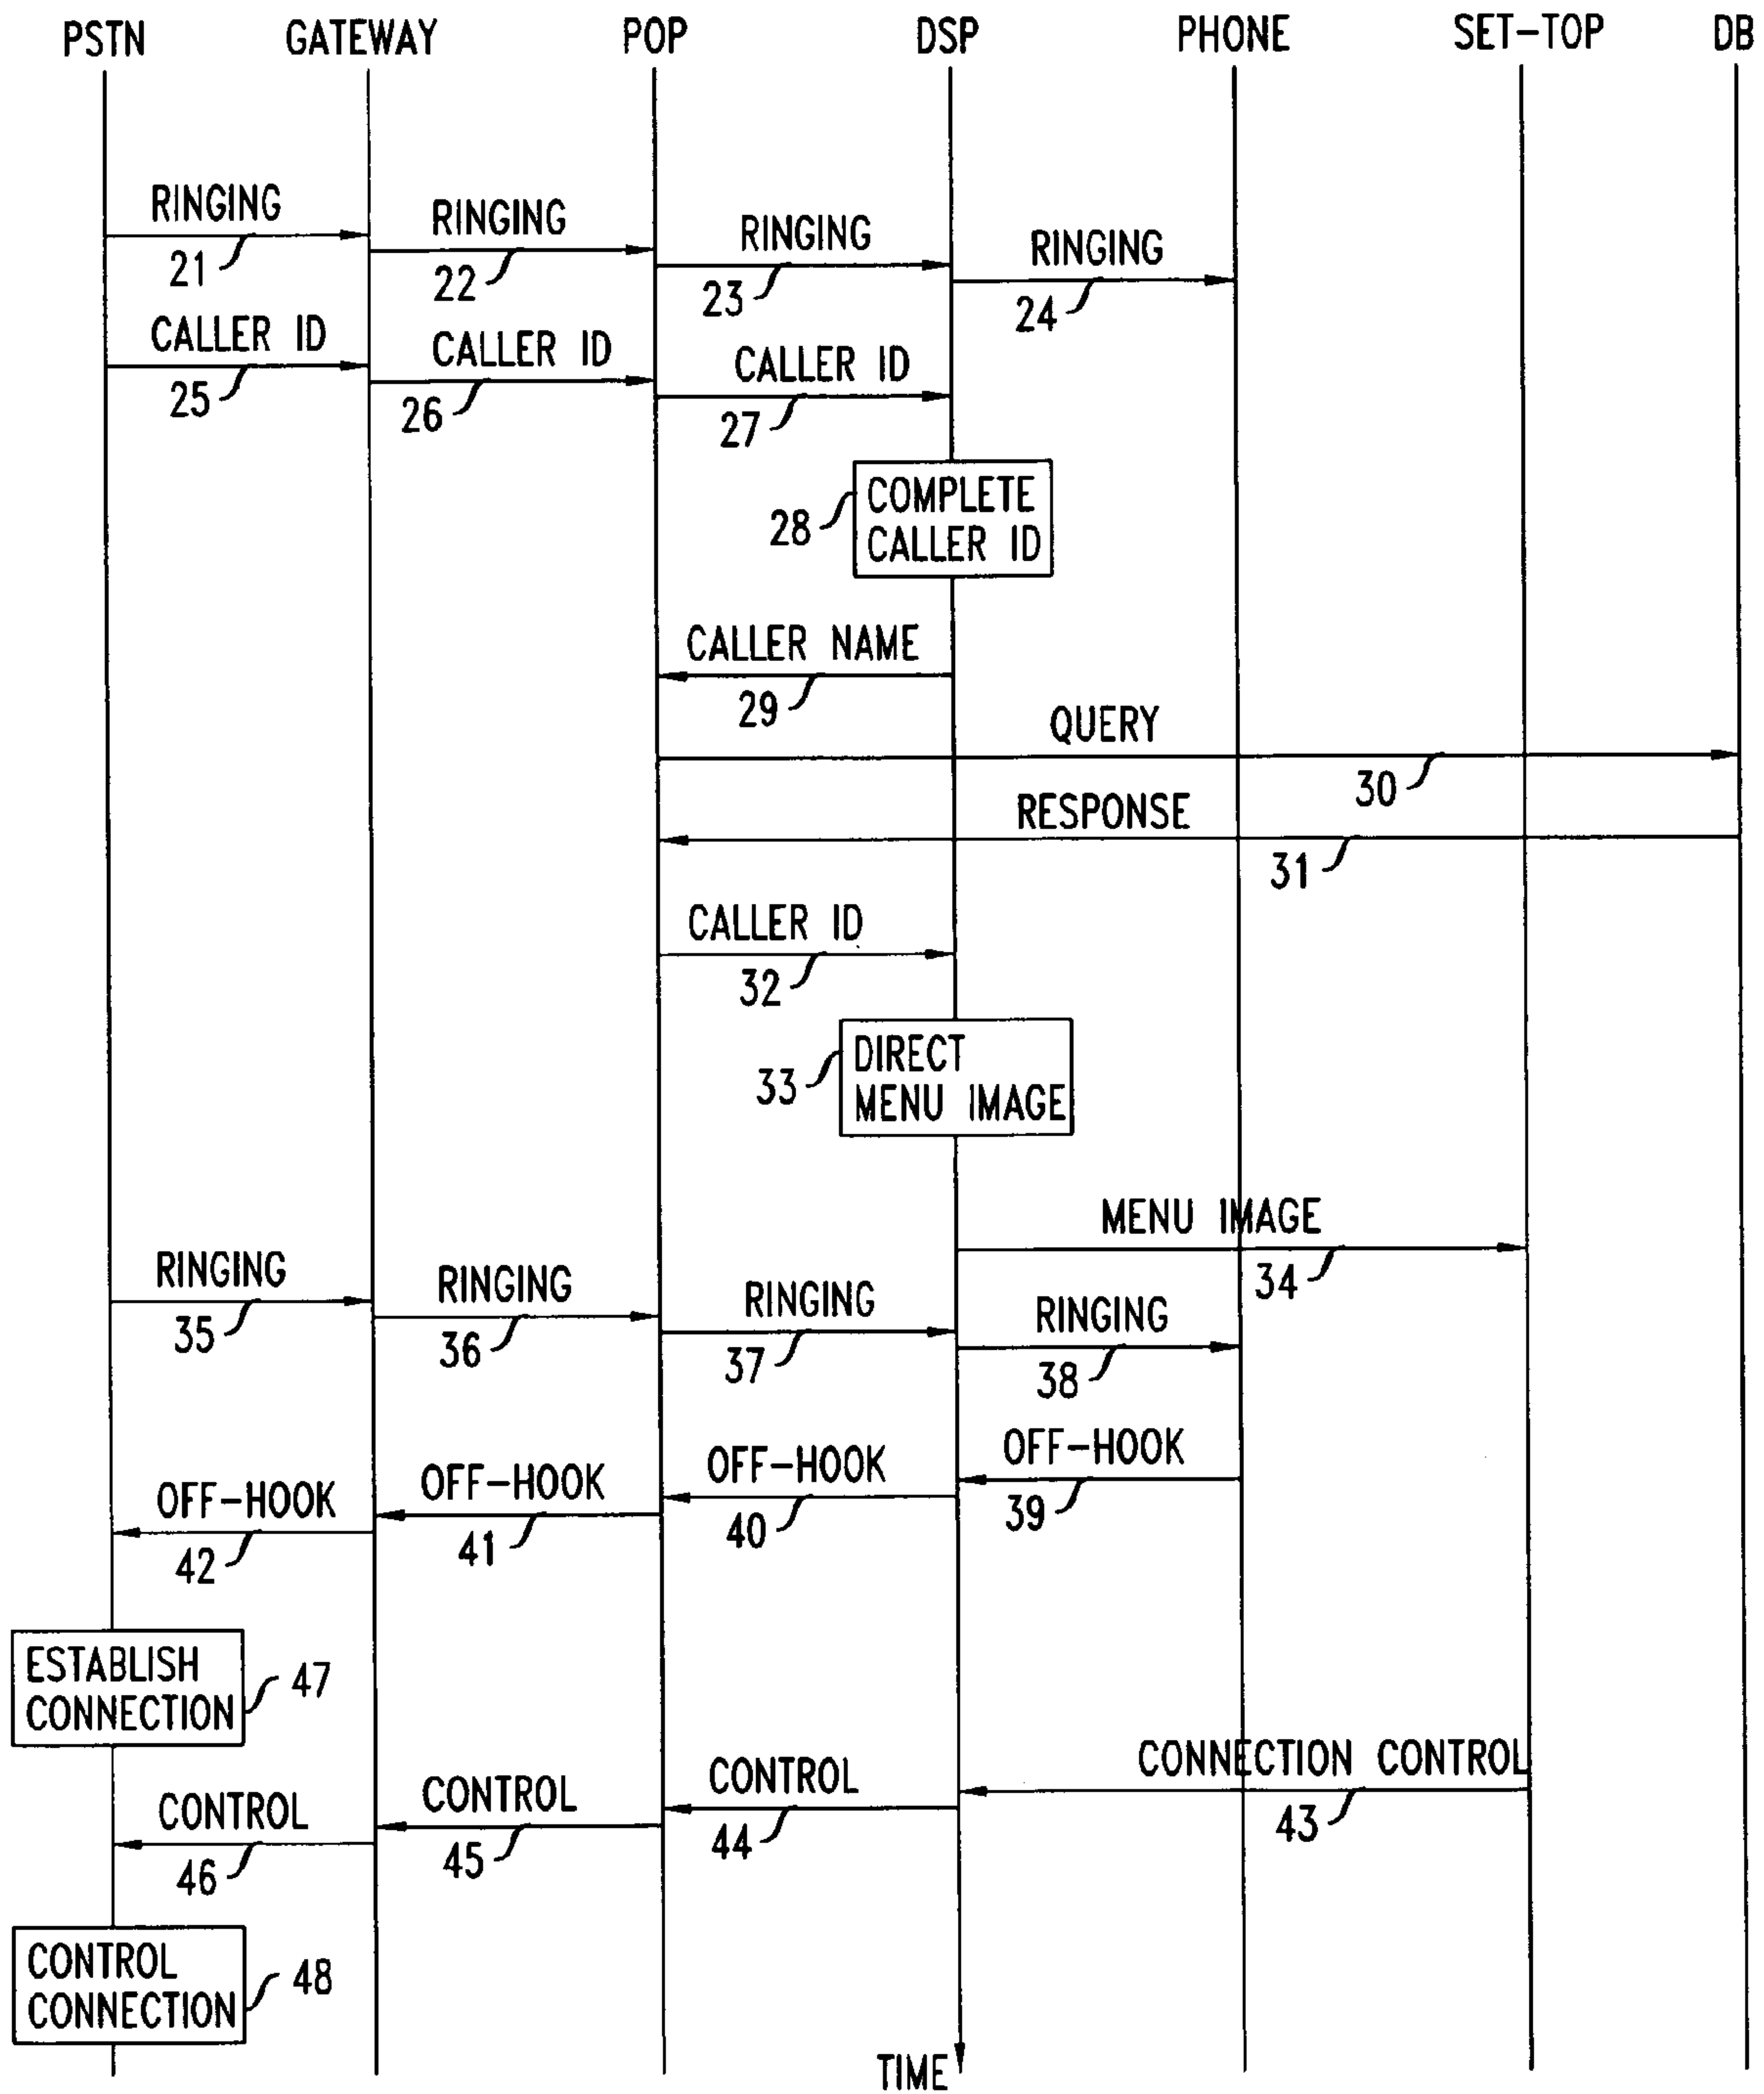 PSTN GATEWAY POP DSP PHONE SET-TOP DB
RINGING RINGING RINGING RINGING
21 22 23 24
CALLER ID CALLER ID CALLER ID
25 26 27
28 COMPLETE
CALLER ID
CALLER NAME
29
QUERY
30
RESPONSE
31
CALLER ID
32
33 DIRECT
MENU IMAGE
MENU IMAGE
34
RINGING RINGING RINGING RINGING
35 36 37 38
OFF-HOOK OFF-HOOK OFF-HOOK OFF-HOOK
42 41 40 39
ESTABLISH
CONNECTION 47
CONTROL CONTROL CONTROL CONNECTION CONTROL
46 45 44 43
CONTROL
CONNECTION 48
TIME